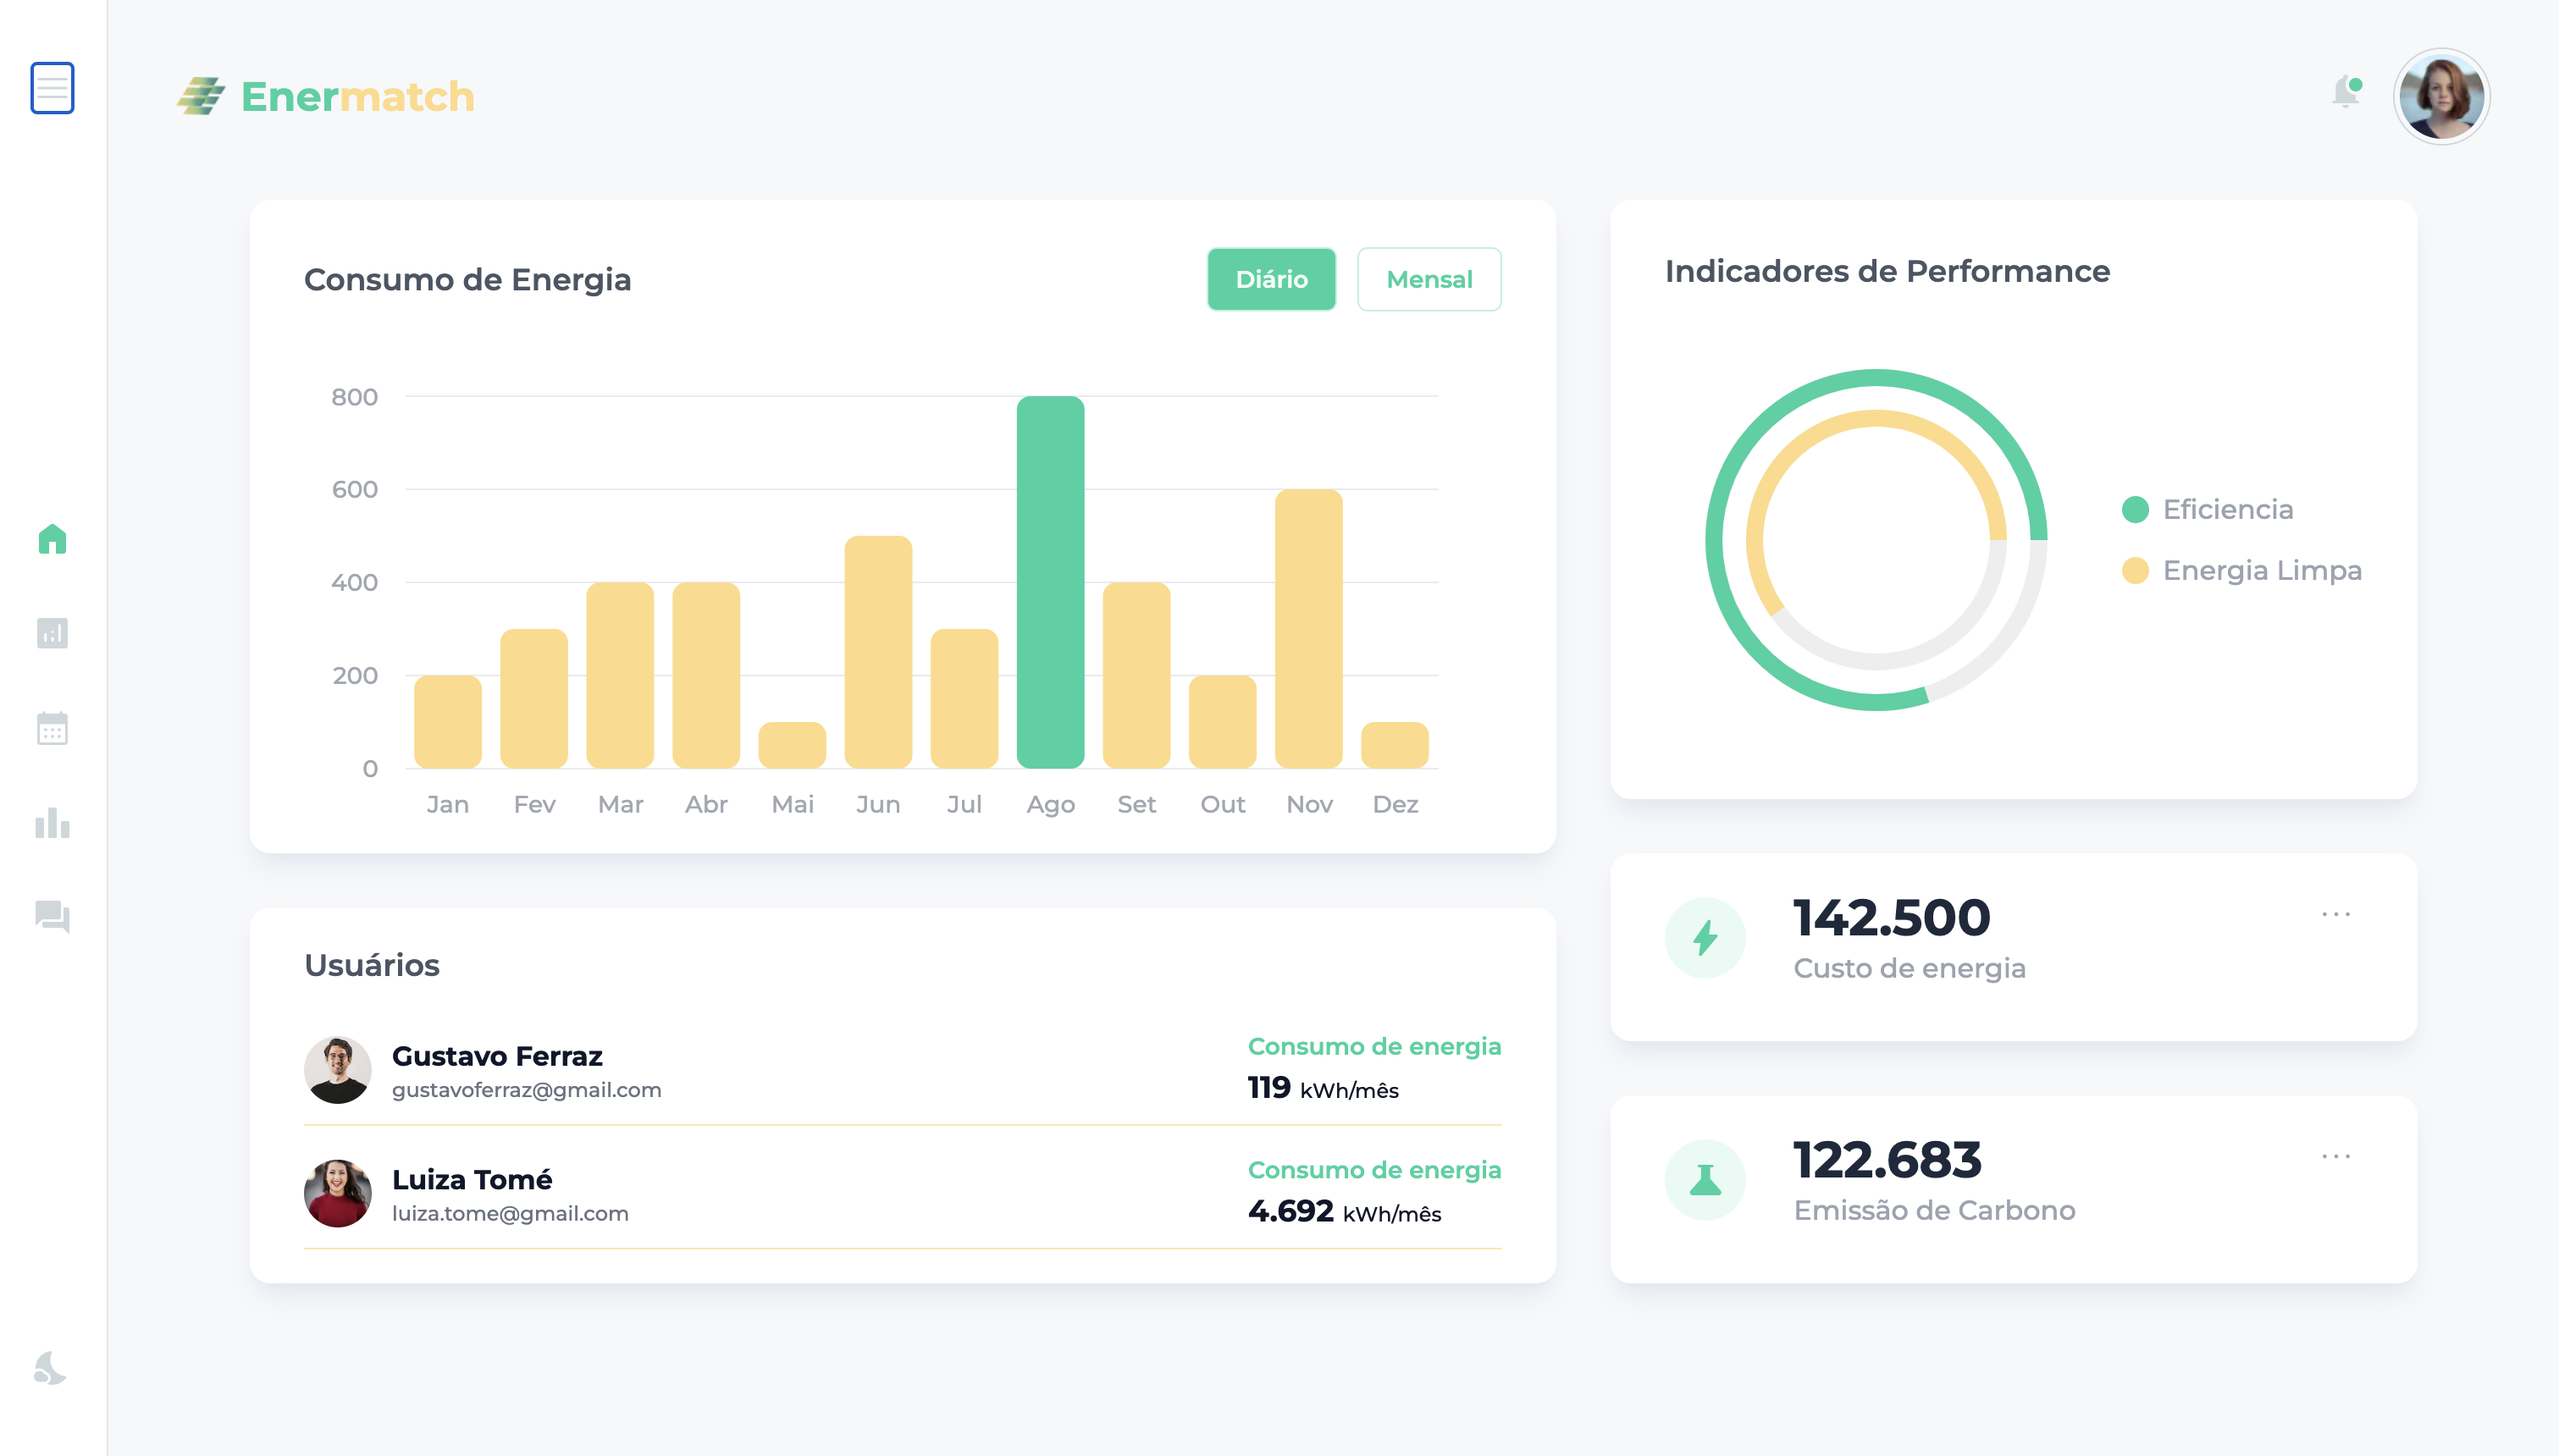 Enermatch
Consumo de Energia
Diário
Mensal
800
600
400
200
0
Jan Fev Mar Abr Mai Jun Jul Ago Set Out Nov Dez
Indicadores de Performance
Eficiencia
Energia Limpa
142.500
Custo de energia
122.683
Emissão de Carbono
Usuários
Gustavo Ferraz
gustavoferraz@gmail.com
Consumo de energia
119 kWh/mês
Luiza Tomé
luiza.tome@gmail.com
Consumo de energia
4.692 kWh/mês